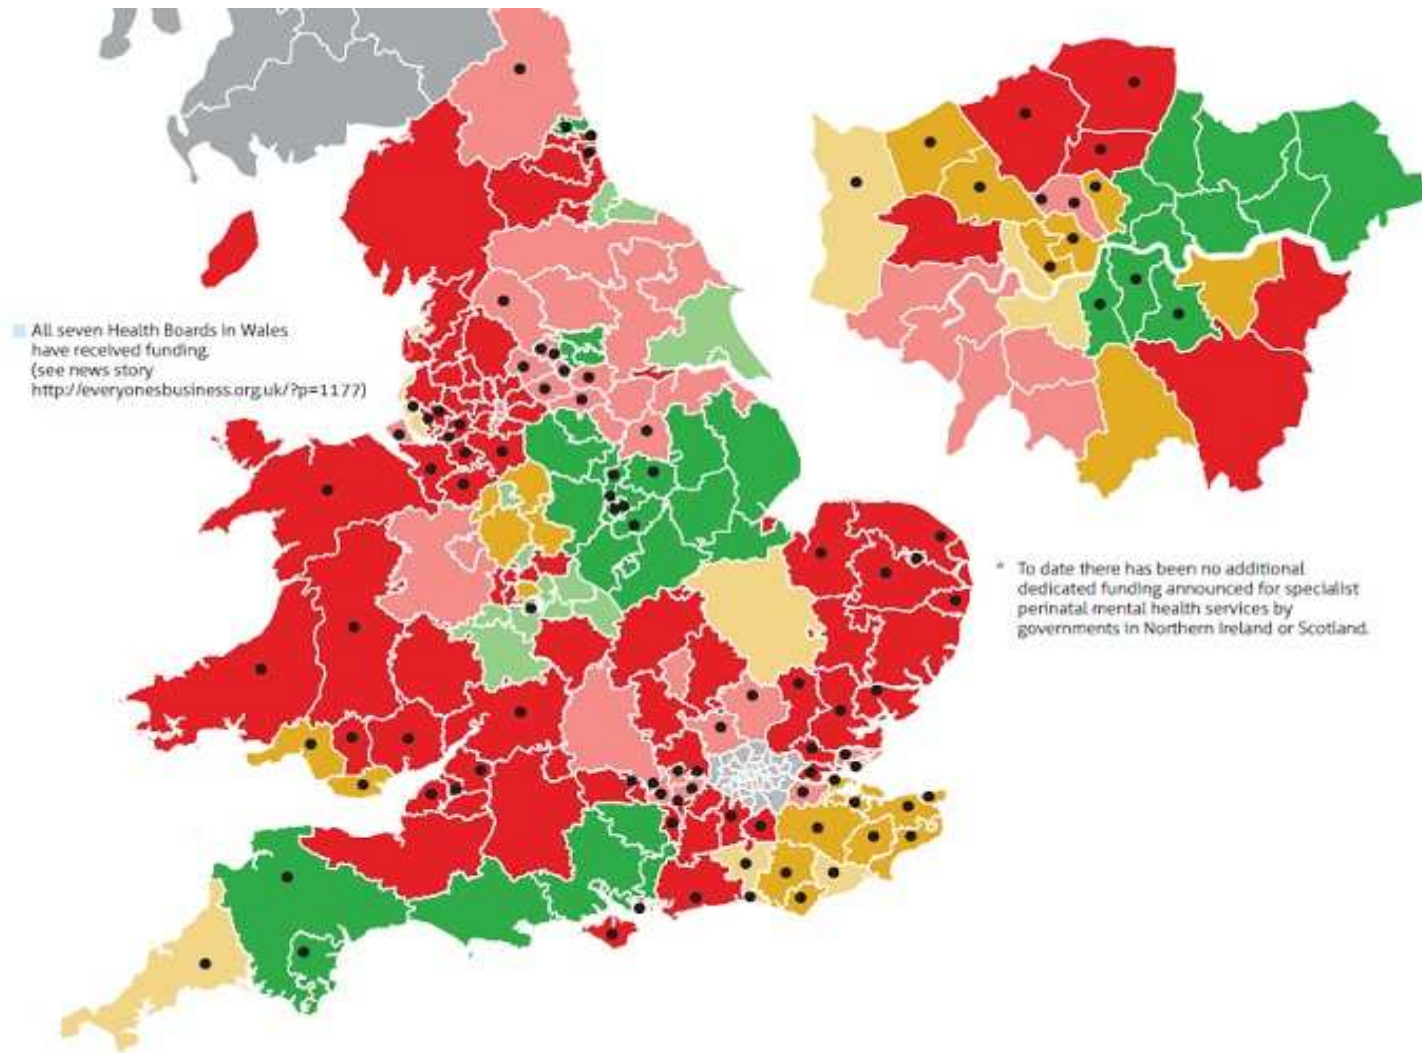 All seven Health Boards in Wales
have received funding.
(see news story
http://everyonesbusiness.org.uk/?p=1177)
* To date there has been no additional
dedicated funding announced for specialist
perinatal mental health services by
governments in Northern Ireland or Scotland.